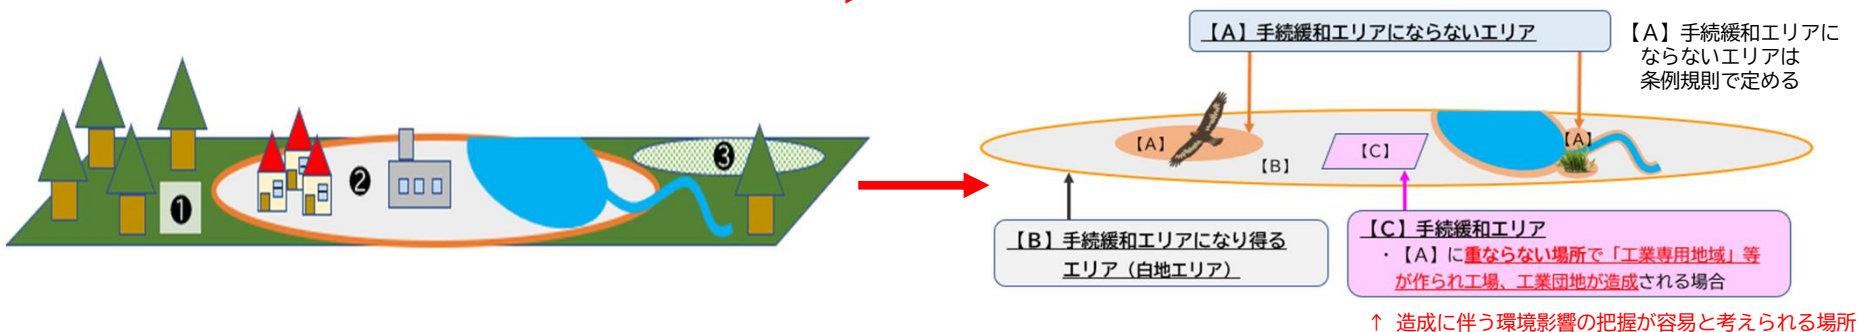 ❶
❷
❸
【A】手続緩和エリアにならないエリア
【A】手続緩和エリアに
ならないエリアは
条例規則で定める
【A】
【B】
【C】
【A】
【B】手続緩和エリアになり得る
エリア（白地エリア）
【C】手続緩和エリア
・【A】に重ならない場所で「工業専用地域」等
が作られ工場、工業団地が造成される場合
↑ 造成に伴う環境影響の把握が容易と考えられる場所